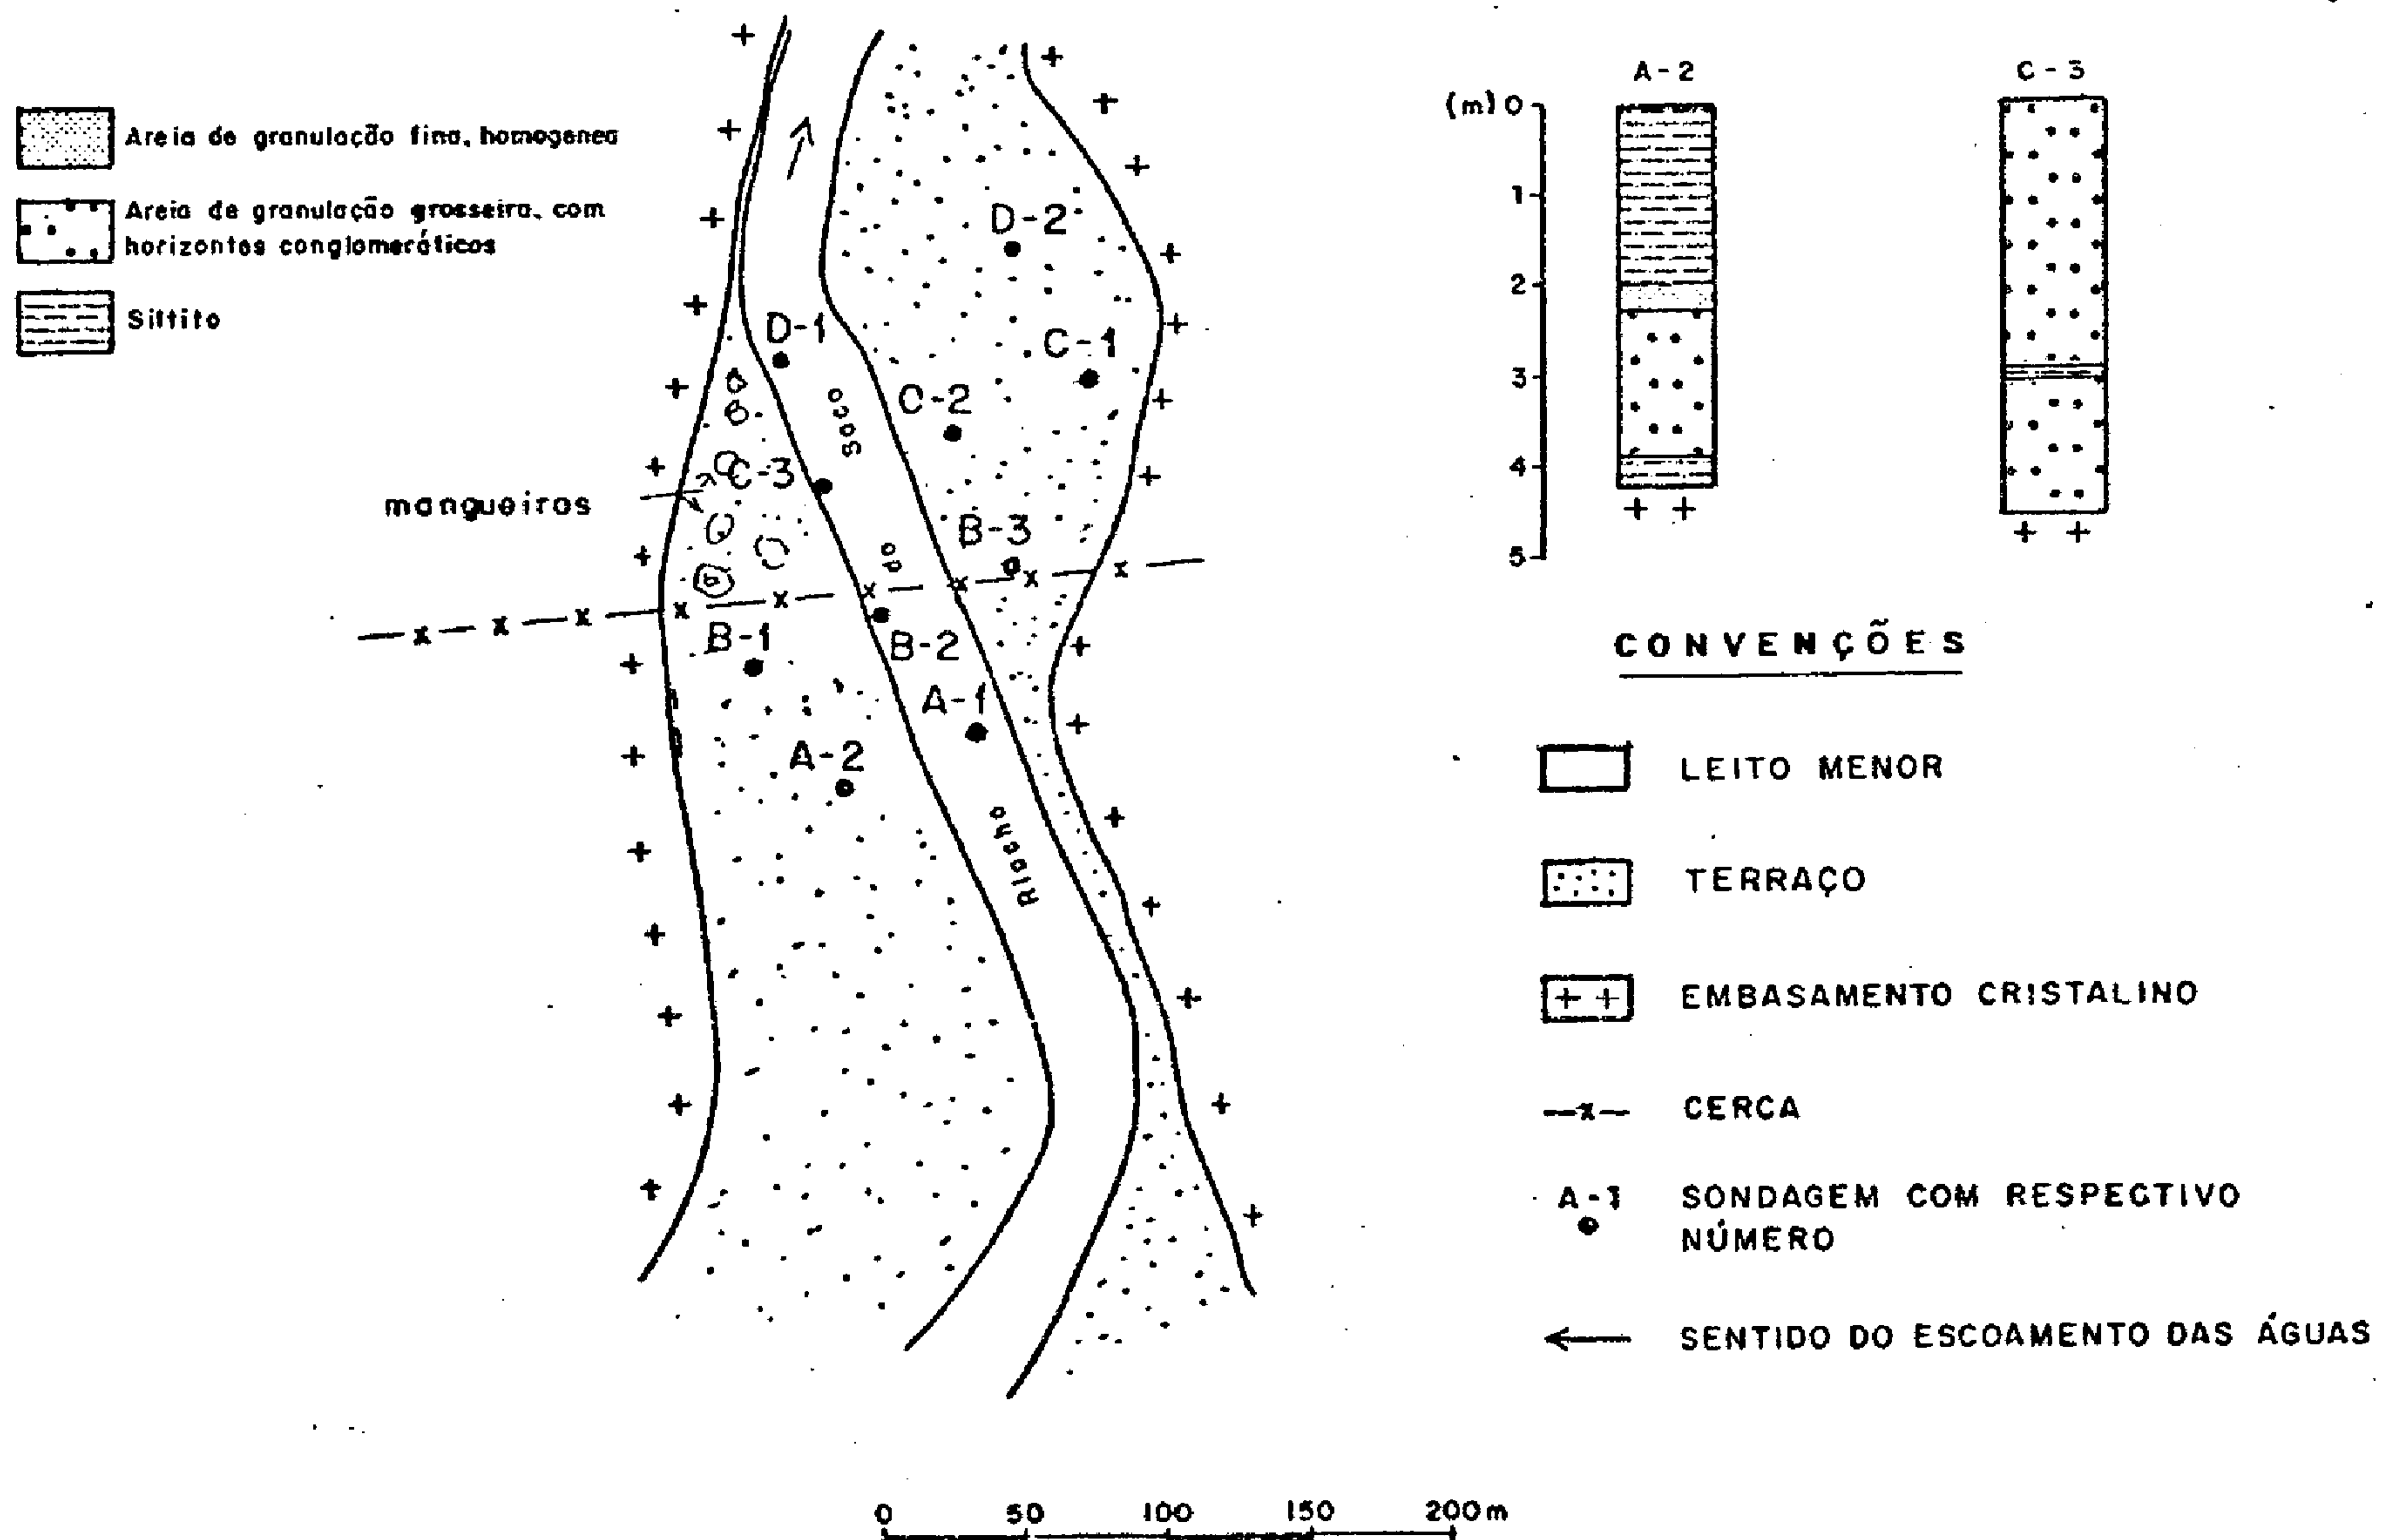 Areia de granulação fina, homogenea
Areia de granulação grosseira, com
horizontes conglomeráticos
Siltito
mangueiras
D-2
D-1
C-1
C-2
C-3
B-3
B-1
B-2
A-1
A-2
Riacho
do
Saco
A-2
C-3
(m) 0
1
2
3
4
5
CONVENÇÕES
LEITO MENOR
TERRAÇO
EMBASAMENTO CRISTALINO
CERCA
A-1
SONDAGEM COM RESPECTIVO
NÚMERO
SENTIDO DO ESCOAMENTO DAS ÁGUAS
0 50 100 150 200m